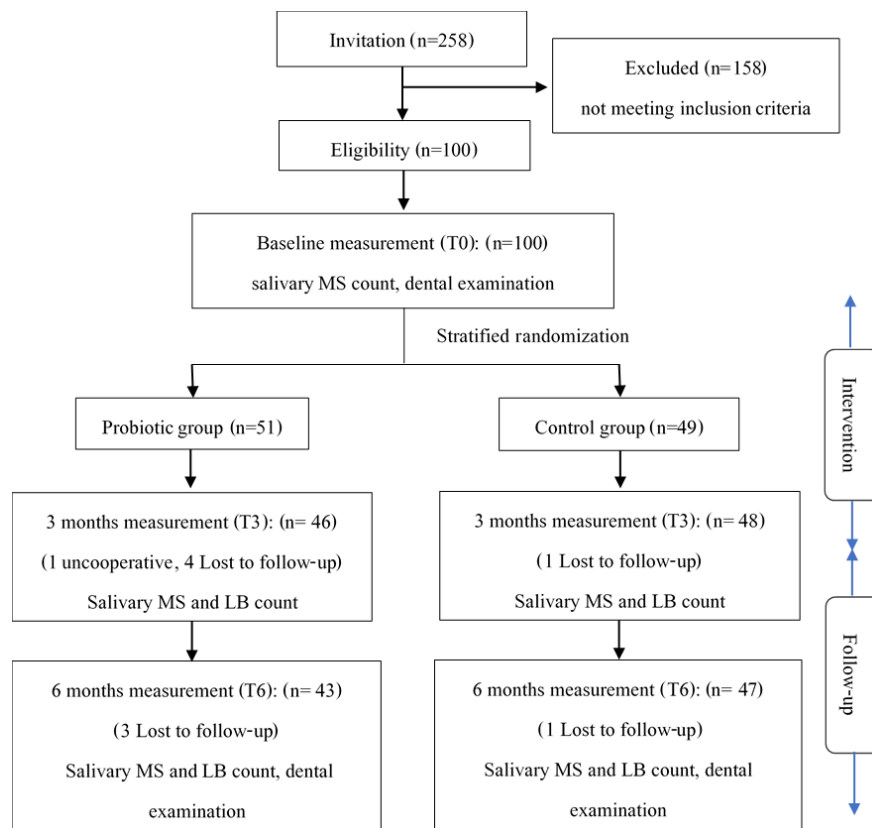 Invitation (n=258)
Excluded (n=158)
not meeting inclusion criteria
Eligibility (n=100)
Baseline measurement (T0): (n=100)
salivary MS count, dental examination
Stratified randomization
Probiotic group (n=51)
Control group (n=49)
3 months measurement (T3): (n= 46)
(1 uncooperative, 4 Lost to follow-up)
Salivary MS and LB count
3 months measurement (T3): (n= 48)
(1 Lost to follow-up)
Salivary MS and LB count
6 months measurement (T6): (n= 43)
(3 Lost to follow-up)
Salivary MS and LB count, dental
examination
6 months measurement (T6): (n= 47)
(1 Lost to follow-up)
Salivary MS and LB count, dental
examination
Intervention
Follow-up